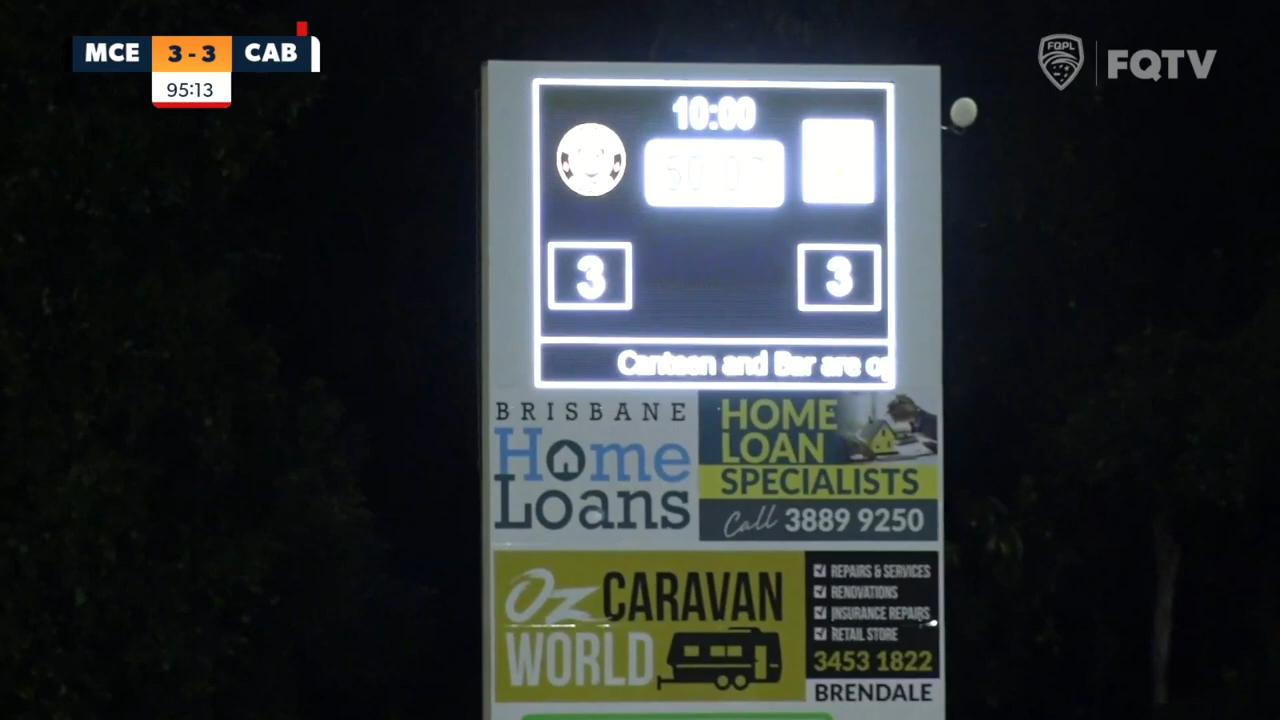 MCE 3 - 3 CAB
95:13
FQPL
FQTV
10:00
3 3
Canteen and Bar are
BRISBANE
Home
Loans
HOME
LOAN
SPECIALISTS
Call 3889 9250
Oz CARAVAN
WORLD
REPAIRS & SERVICES
RENOVATIONS
INSURANCE REPAIRS
RETAIL STORE
3453 1822
BRENDALE